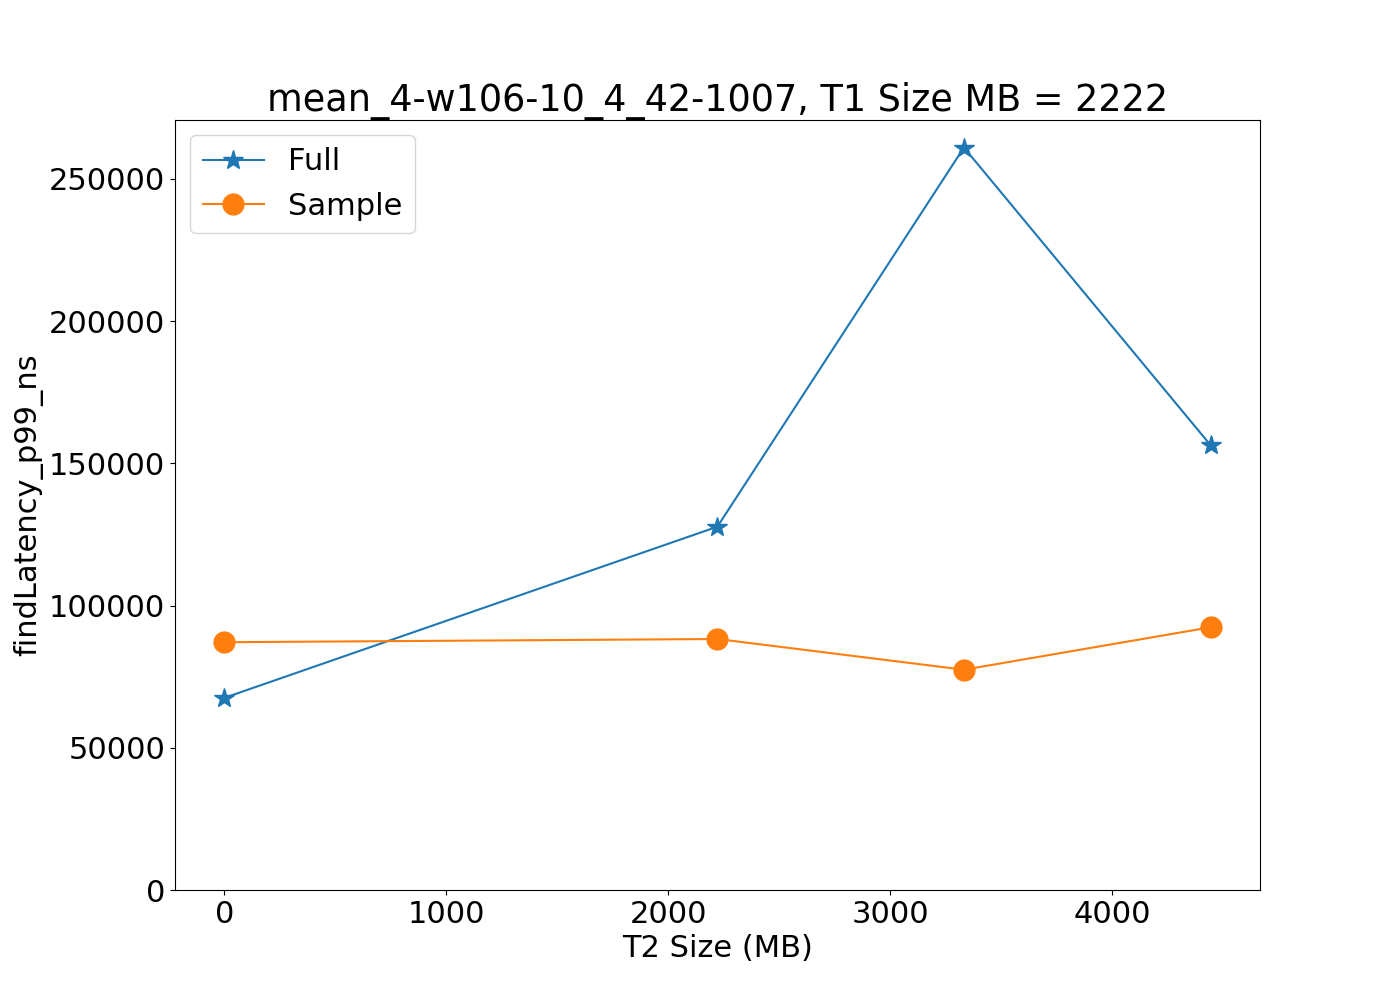 mean_4-w106-10_4_42-1007, T1 Size MB = 2222
Full
Sample
250000
200000
150000
100000
50000
0
findLatency_p99_ns
0 1000 2000 3000 4000
T2 Size (MB)